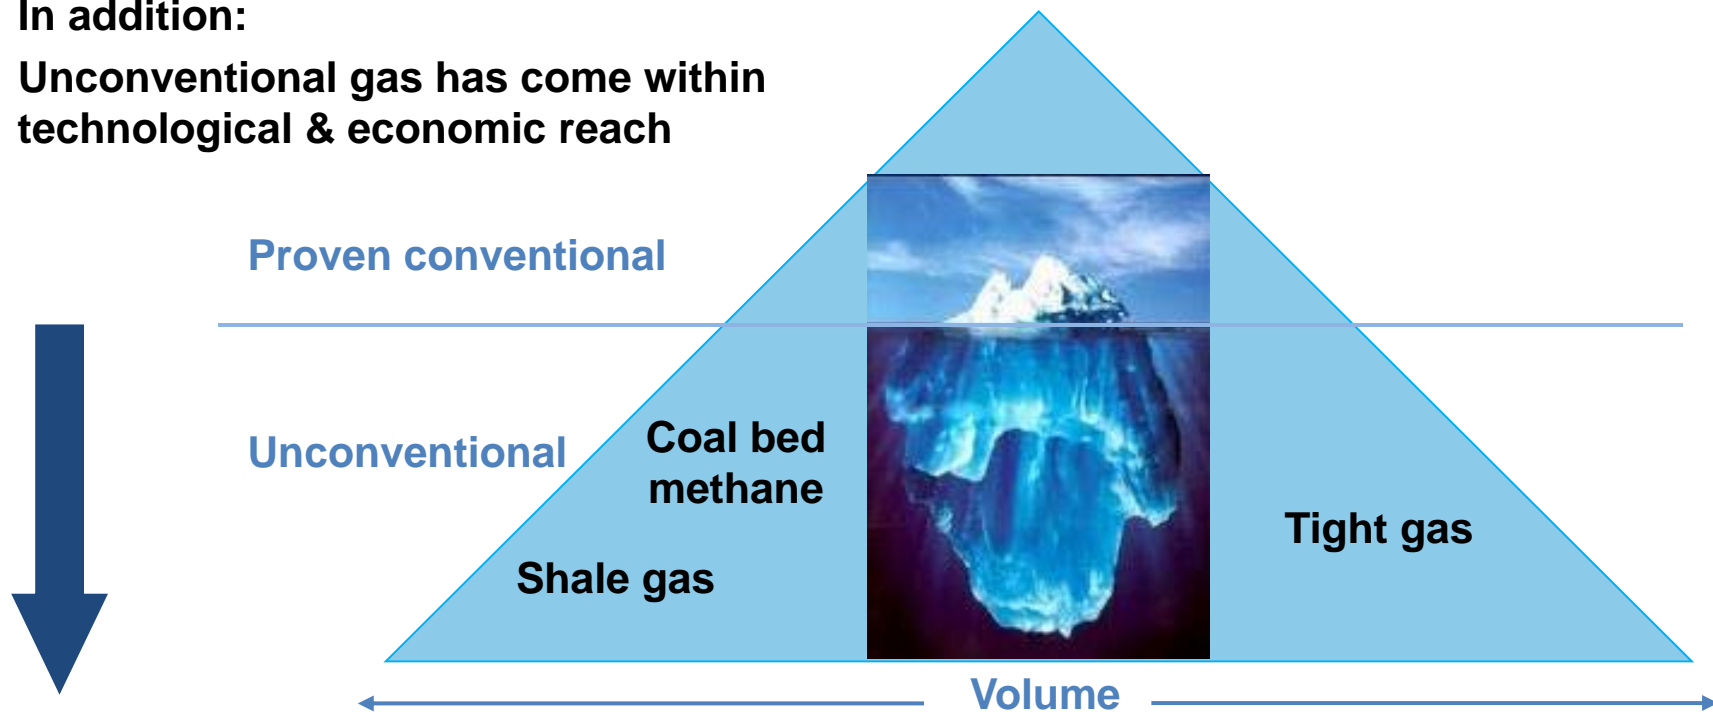 In addition:
Unconventional gas has come within
technological & economic reach
Proven conventional
Unconventional
Coal bed
methane
Tight gas
Shale gas
Volume